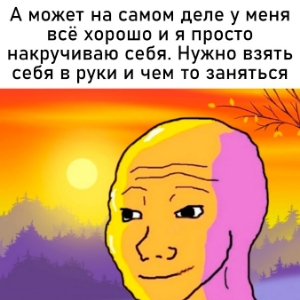 А может на самом деле у меня
всё хорошо и я просто
накручиваю себя. Нужно взять
себя в руки и чем то заняться